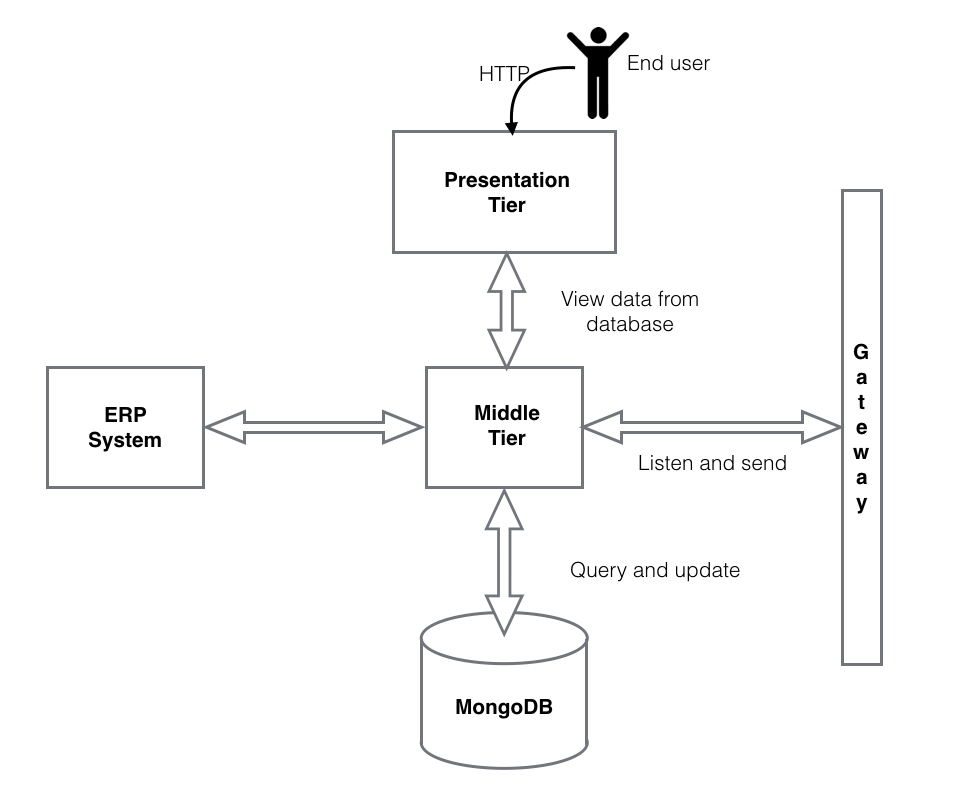 HTTP
End user
Presentation
Tier
View data from
database
ERP
System
Middle
Tier
Listen and send
Gateway
Query and update
MongoDB